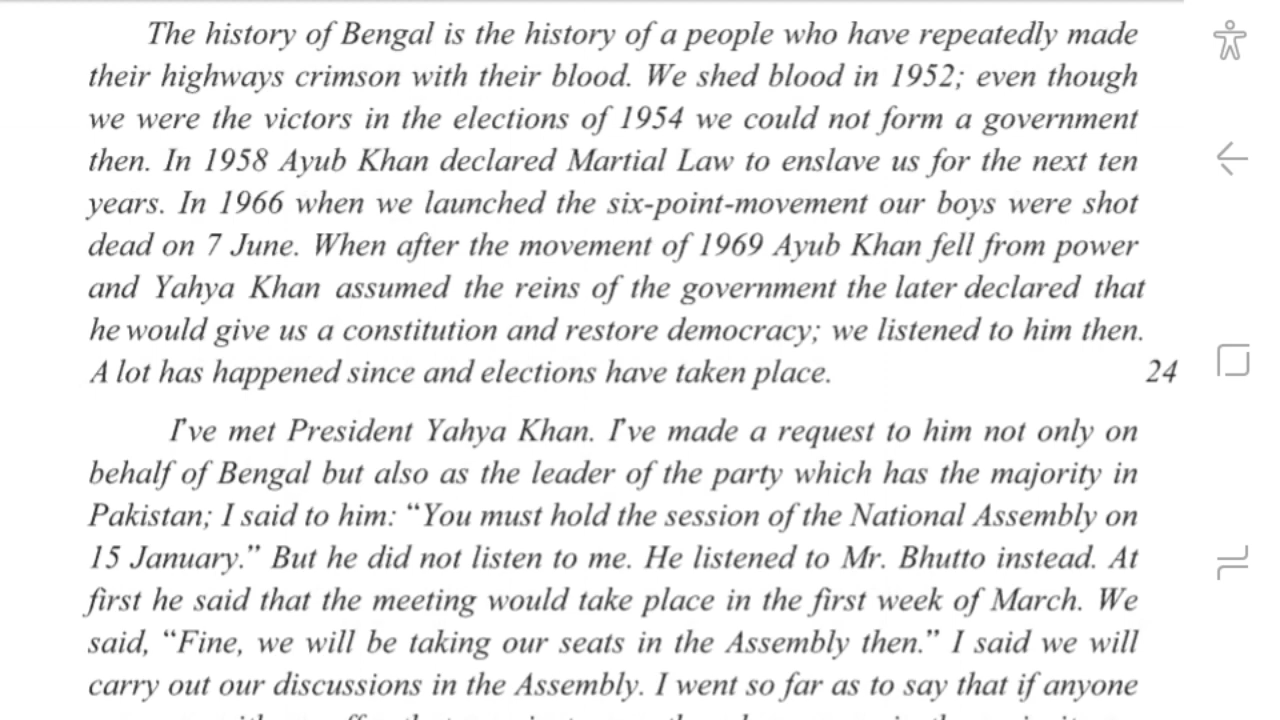 The history of Bengal is the history of a people who have repeatedly made
their highways crimson with their blood. We shed blood in 1952; even though
we were the victors in the elections of 1954 we could not form a government
then. In 1958 Ayub Khan declared Martial Law to enslave us for the next ten
years. In 1966 when we launched the six-point-movement our boys were shot
dead on 7 June. When after the movement of 1969 Ayub Khan fell from power
and Yahya Khan assumed the reins of the government the later declared that
he would give us a constitution and restore democracy; we listened to him then.
A lot has happened since and elections have taken place. 24
I've met President Yahya Khan. I've made a request to him not only on
behalf of Bengal but also as the leader of the party which has the majority in
Pakistan; I said to him: “You must hold the session of the National Assembly on
15 January.” But he did not listen to me. He listened to Mr. Bhutto instead. At
first he said that the meeting would take place in the first week of March. We
said, “Fine, we will be taking our seats in the Assembly then.” I said we will
carry out our discussions in the Assembly. I went so far as to say that if anyone